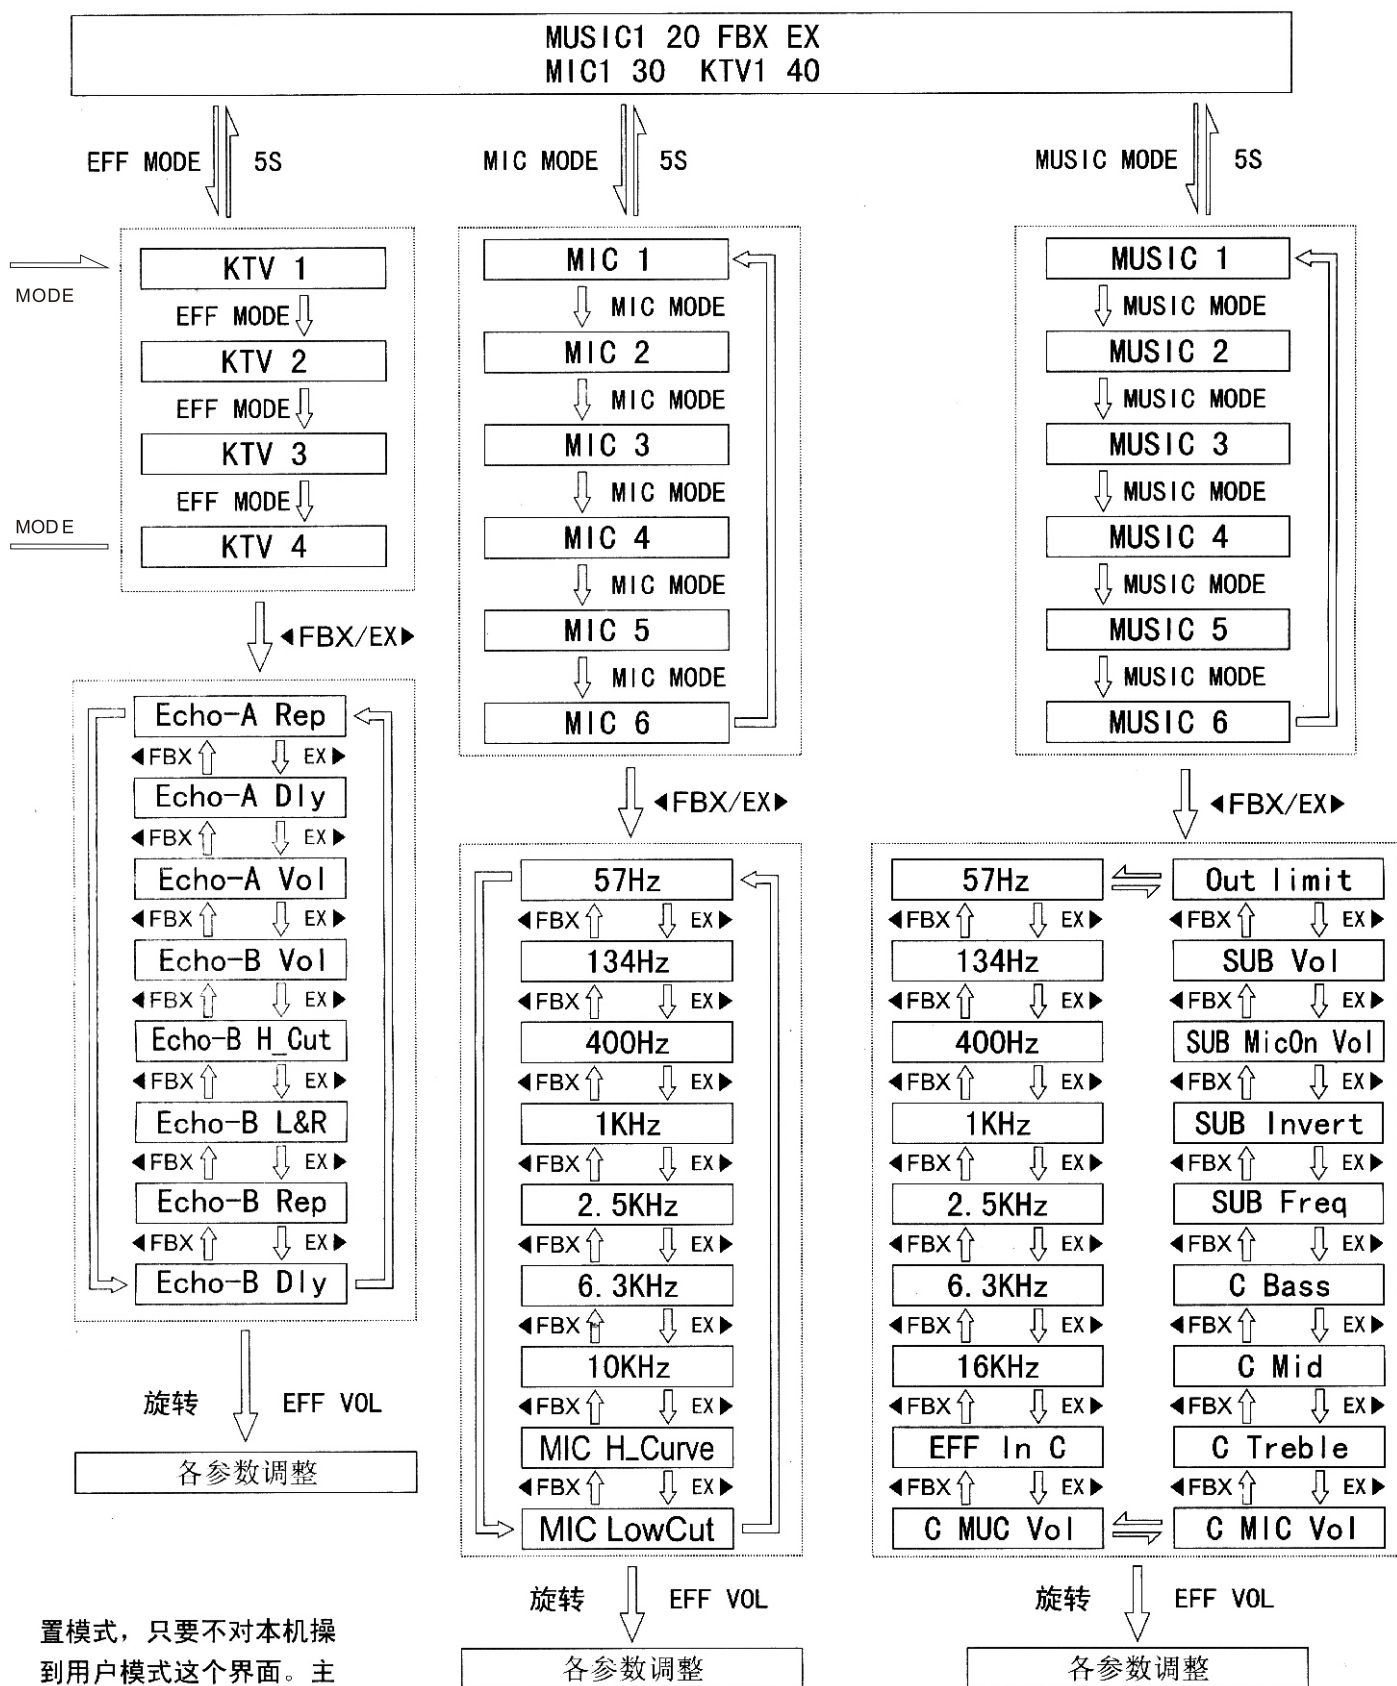 MUSIC1 20 FBX EX
MIC1 30 KTV1 40
EFF MODE 5S
MIC MODE 5S
MUSIC MODE 5S
MODE
KTV 1
EFF MODE
KTV 2
EFF MODE
KTV 3
EFF MODE
MODE
KTV 4
◀FBX/EX▶
Echo-A Rep
◀FBX EX▶
Echo-A Dly
◀FBX EX▶
Echo-A Vol
◀FBX EX▶
Echo-B Vol
◀FBX EX▶
Echo-B H_Cut
◀FBX EX▶
Echo-B L&R
◀FBX EX▶
Echo-B Rep
◀FBX EX▶
Echo-B Dly
旋转 EFF VOL
各参数调整
置模式，只要不对本机操
到用户模式这个界面。主
MIC 1
MIC MODE
MIC 2
MIC MODE
MIC 3
MIC MODE
MIC 4
MIC MODE
MIC 5
MIC MODE
MIC 6
◀FBX/EX▶
57Hz
◀FBX EX▶
134Hz
◀FBX EX▶
400Hz
◀FBX EX▶
1KHz
◀FBX EX▶
2.5KHz
◀FBX EX▶
6.3KHz
◀FBX EX▶
10KHz
◀FBX EX▶
MIC H_Curve
◀FBX EX▶
MIC LowCut
旋转 EFF VOL
各参数调整
MUSIC 1
MUSIC MODE
MUSIC 2
MUSIC MODE
MUSIC 3
MUSIC MODE
MUSIC 4
MUSIC MODE
MUSIC 5
MUSIC MODE
MUSIC 6
◀FBX/EX▶
57Hz
◀FBX EX▶
134Hz
◀FBX EX▶
400Hz
◀FBX EX▶
1KHz
◀FBX EX▶
2.5KHz
◀FBX EX▶
6.3KHz
◀FBX EX▶
16KHz
◀FBX EX▶
EFF In C
◀FBX EX▶
C MUC Vol
Out limit
◀FBX EX▶
SUB Vol
◀FBX EX▶
SUB MicOn Vol
◀FBX EX▶
SUB Invert
◀FBX EX▶
SUB Freq
◀FBX EX▶
C Bass
◀FBX EX▶
C Mid
◀FBX EX▶
C Treble
◀FBX EX▶
C MIC Vol
旋转 EFF VOL
各参数调整